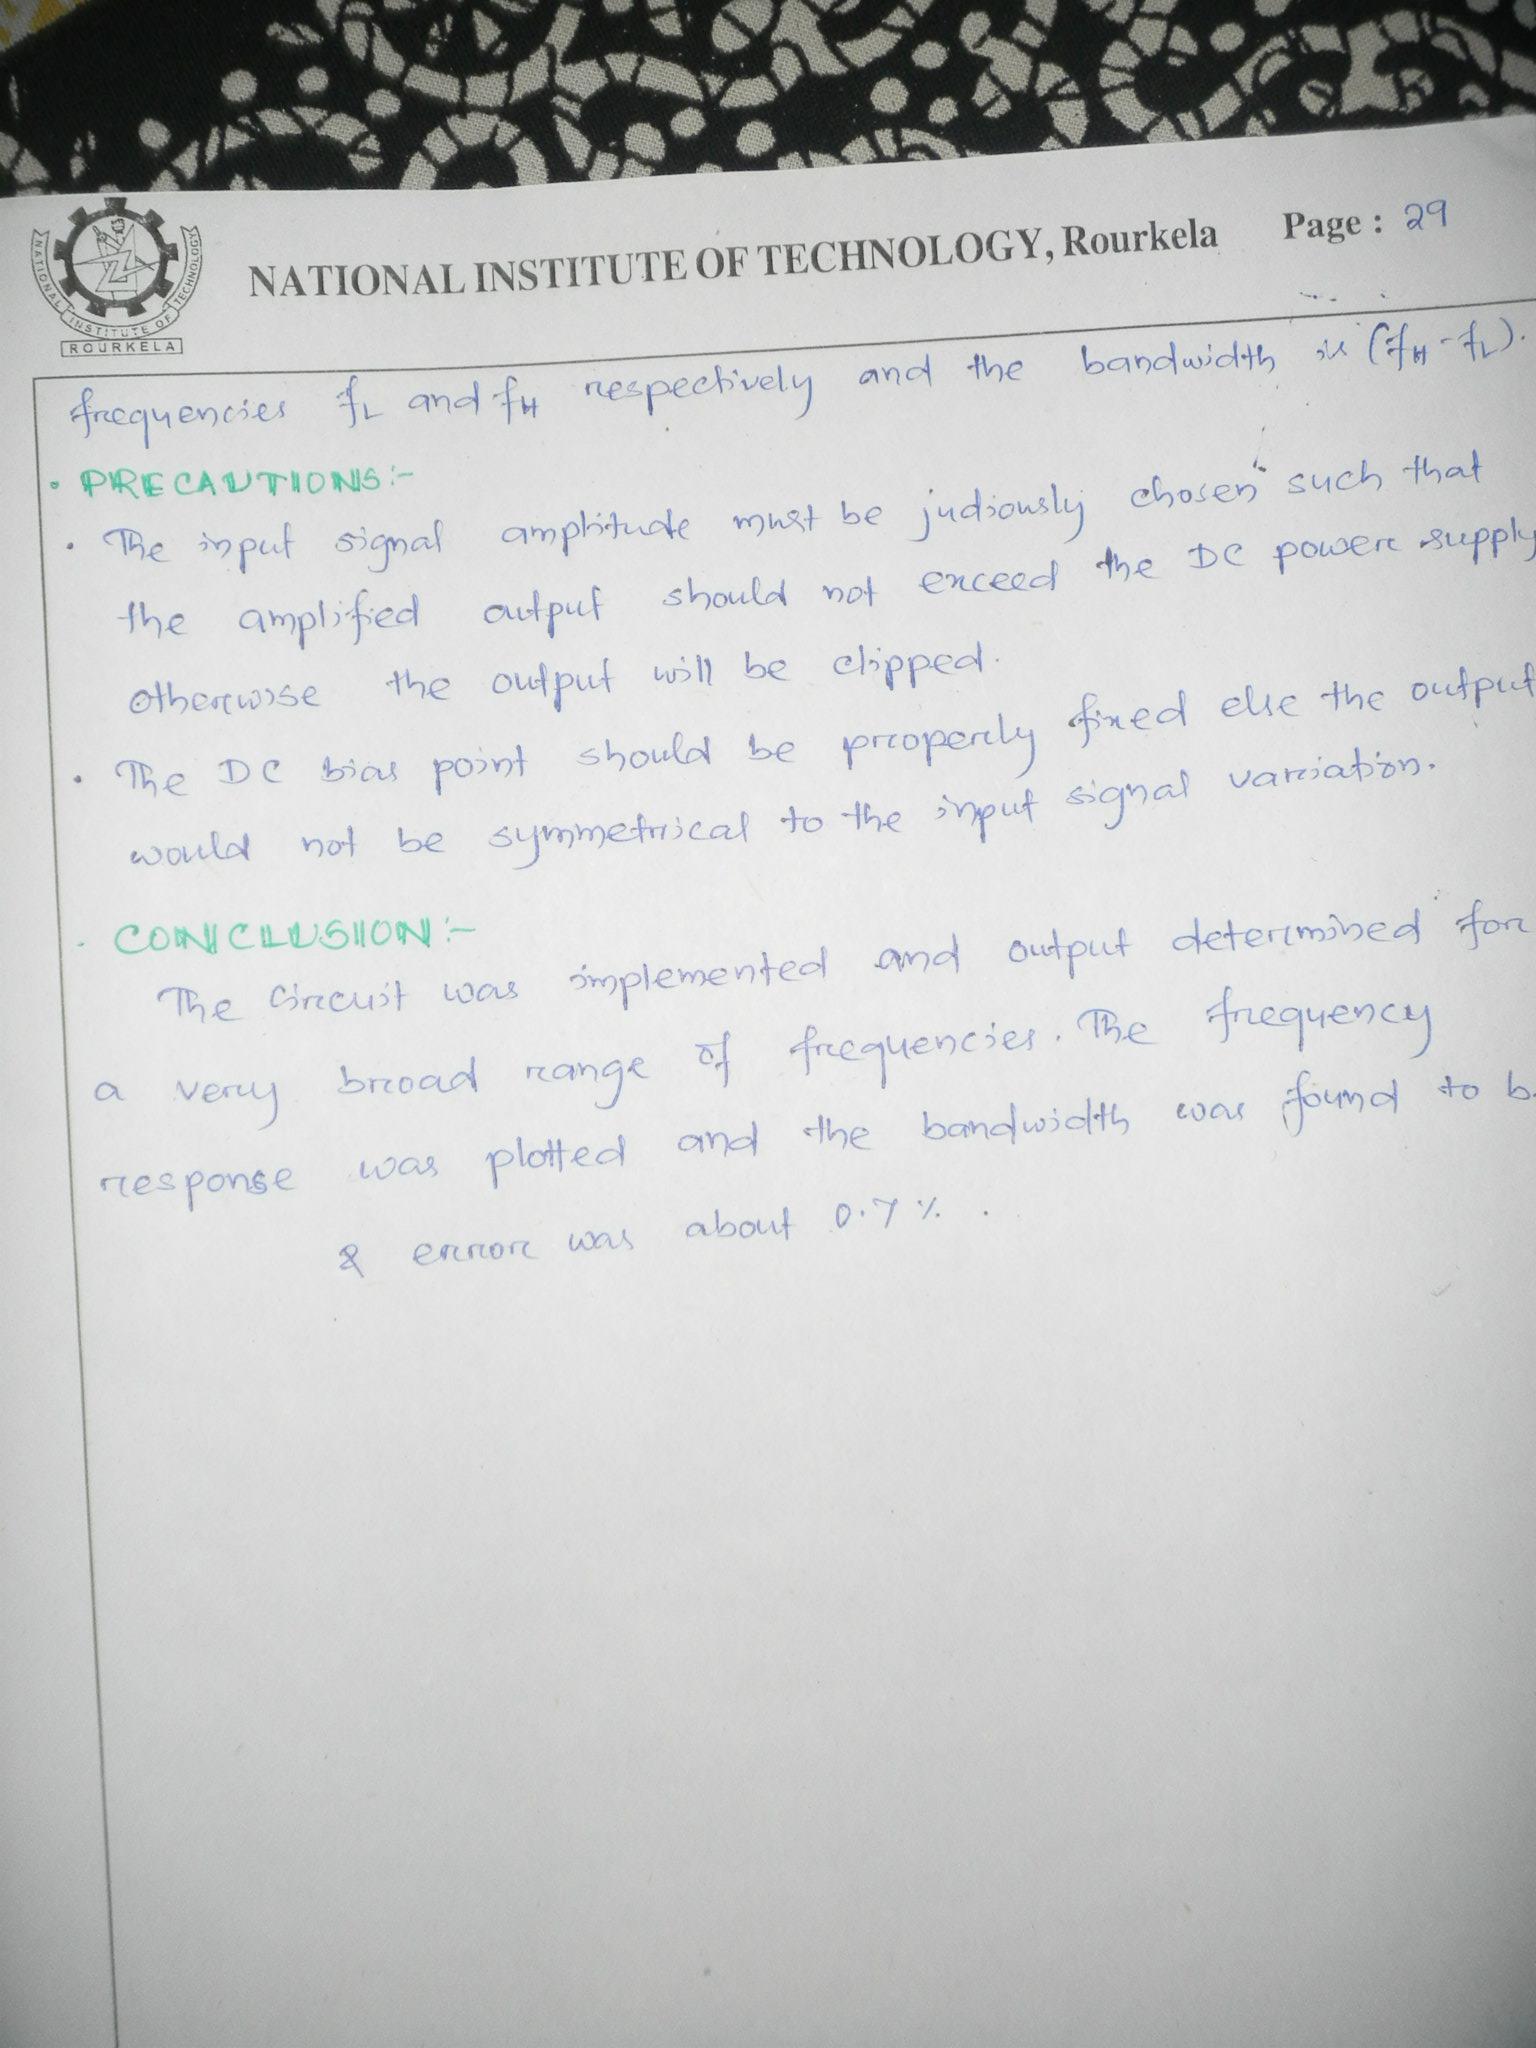 NATIONAL INSTITUTE OF TECHNOLOGY
ROURKELA
NATIONAL INSTITUTE OF TECHNOLOGY, Rourkela Page : 29
frequencies fL and fH respectively and the bandwidth is (fH - fL).
• PRECAUTIONS:-
• The input signal amplitude must be judiously chosen such that
the amplified output should not exceed the DC power supply
otherwise the output will be clipped.
• The DC bias point should be properly fixed else the output
would not be symmetrical to the input signal variation.
• CONCLUSION:-
The circuit was implemented and output determined for
a very broad range of frequencies. The frequency
response was plotted and the bandwidth was found to b
& error was about 0.7 %.